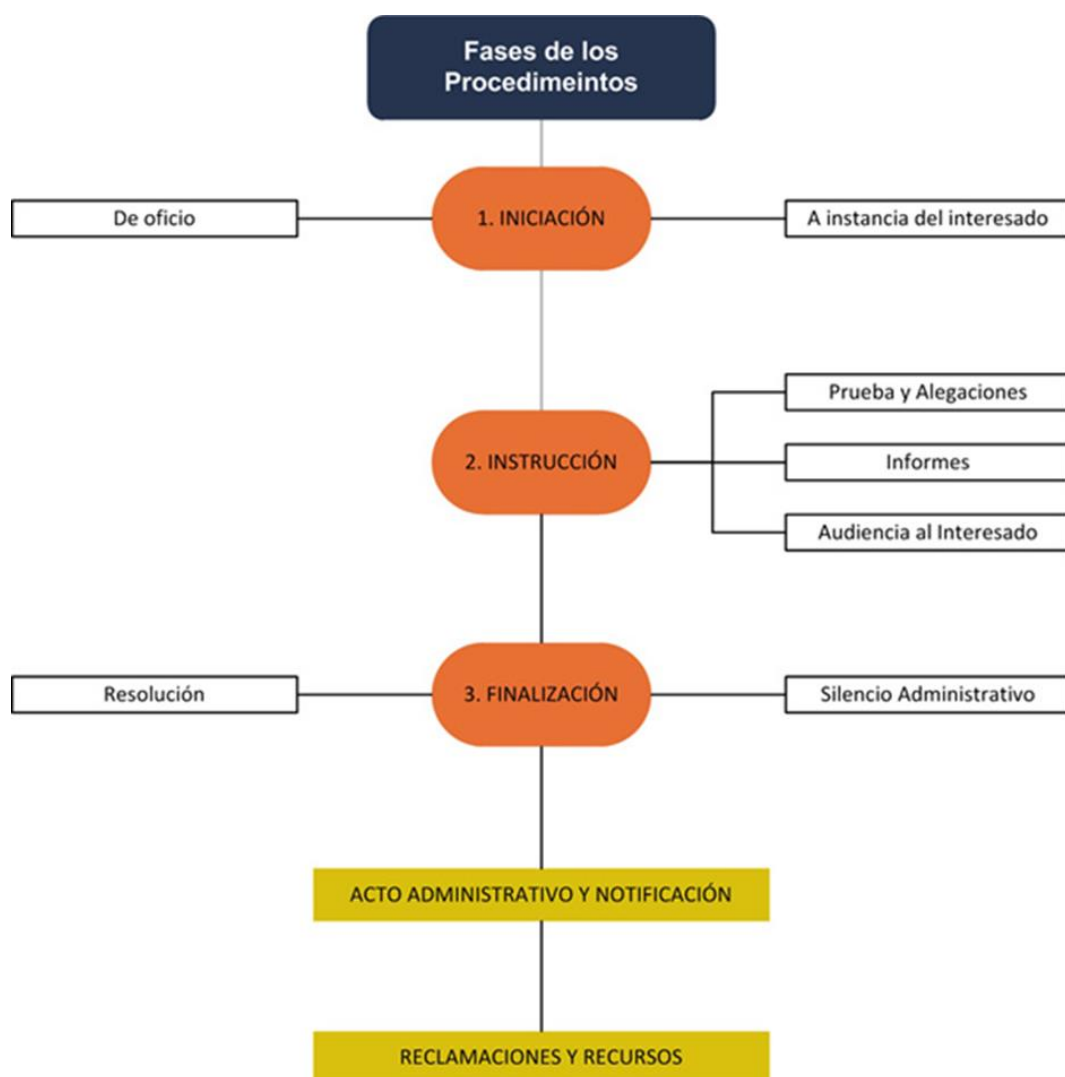 Fases de los
Procedimeintos
De oficio
1. INICIACIÓN
A instancia del interesado
Prueba y Alegaciones
2. INSTRUCCIÓN
Informes
Audiencia al Interesado
Resolución
3. FINALIZACIÓN
Silencio Administrativo
ACTO ADMINISTRATIVO Y NOTIFICACIÓN
RECLAMACIONES Y RECURSOS